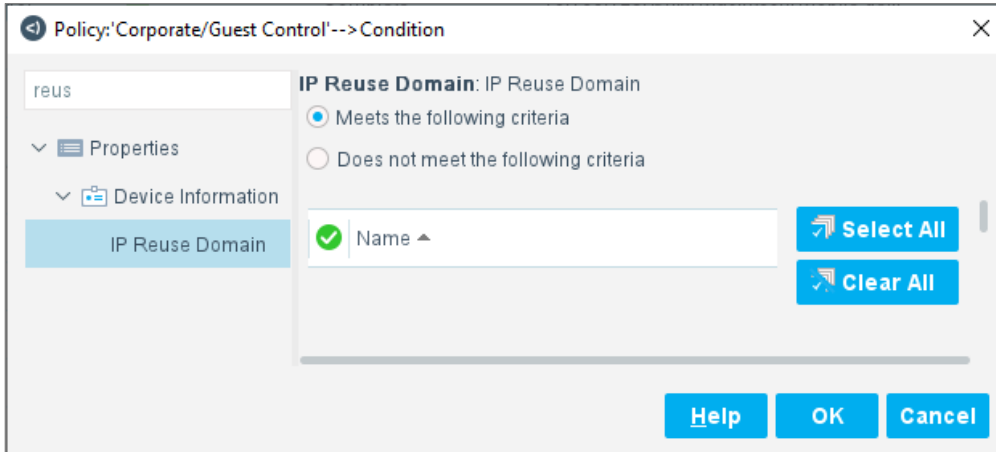 Policy:'Corporate/Guest Control'-->Condition
reus
Properties
Device Information
IP Reuse Domain
IP Reuse Domain: IP Reuse Domain
Meets the following criteria
Does not meet the following criteria
Name
Select All
Clear All
Help
OK
Cancel